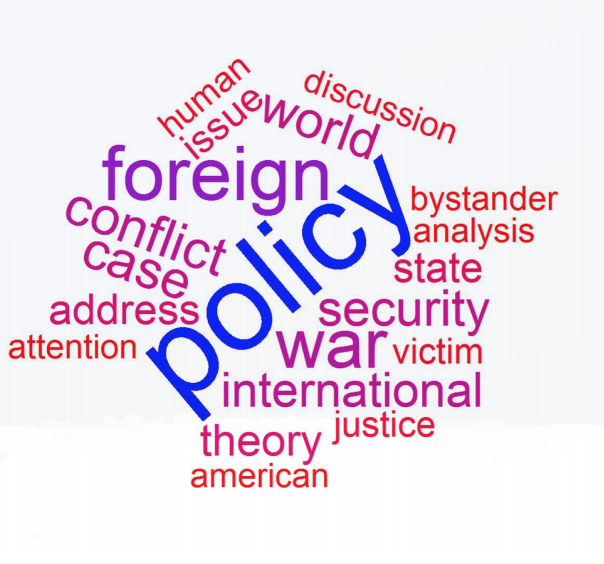 human
discussion
issue
world
foreign
policy
bystander
conflict
analysis
case
state
address
security
attention
war
victim
international
justice
theory
american